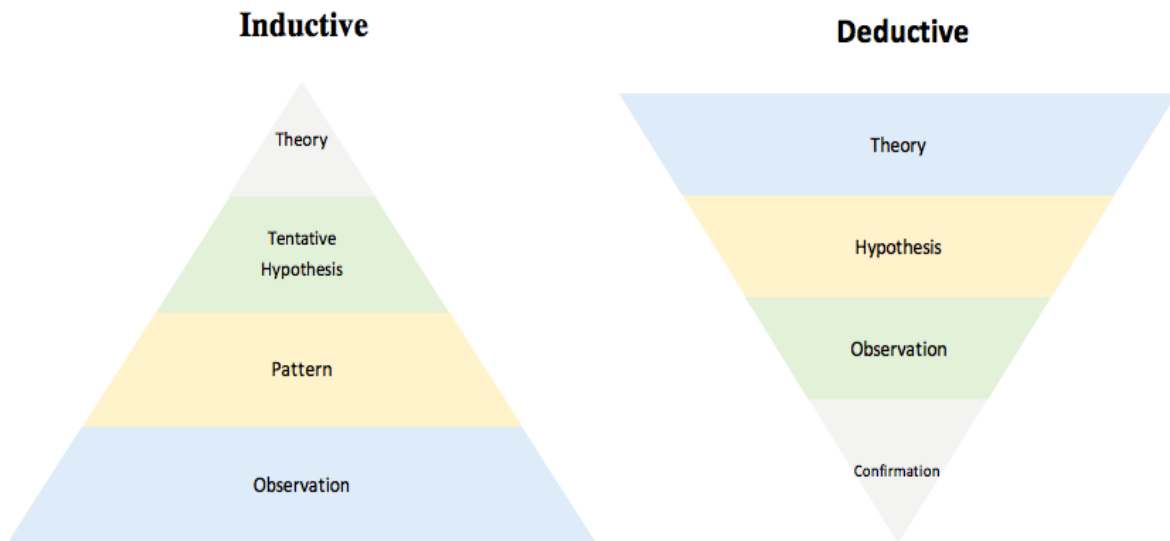 Inductive
Theory
Tentative
Hypothesis
Pattern
Observation
Deductive
Theory
Hypothesis
Observation
Confirmation